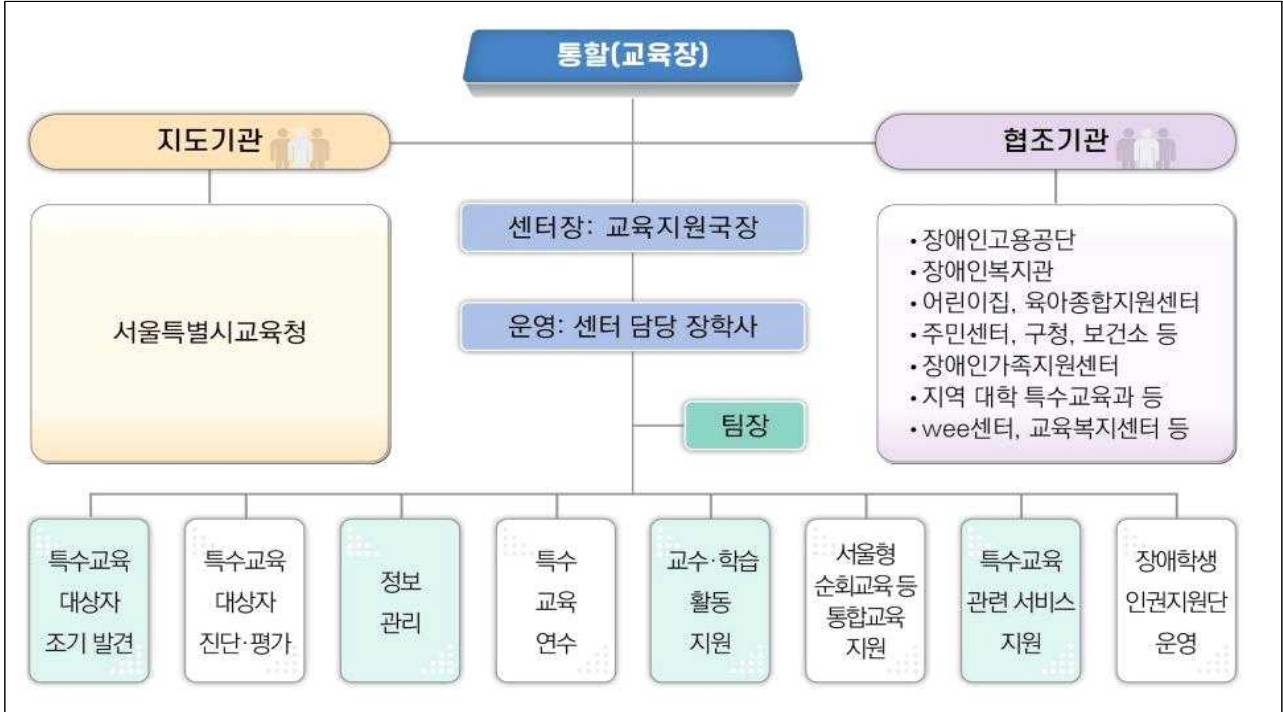 통할(교육장)
지도기관
협조기관
서울특별시교육청
센터장: 교육지원국장
운영: 센터 담당 장학사
팀장
• 장애인고용공단
• 장애인복지관
• 어린이집, 육아종합지원센터
• 주민센터, 구청, 보건소 등
• 장애인가족지원센터
• 지역 대학 특수교육과 등
• wee센터, 교육복지센터 등
특수교육
대상자
조기 발견
특수교육
대상자
진단·평가
정보
관리
특수
교육
연수
교수·학습
활동
지원
서울형
순회교육 등
통합교육
지원
특수교육
관련 서비스
지원
장애학생
인권지원단
운영